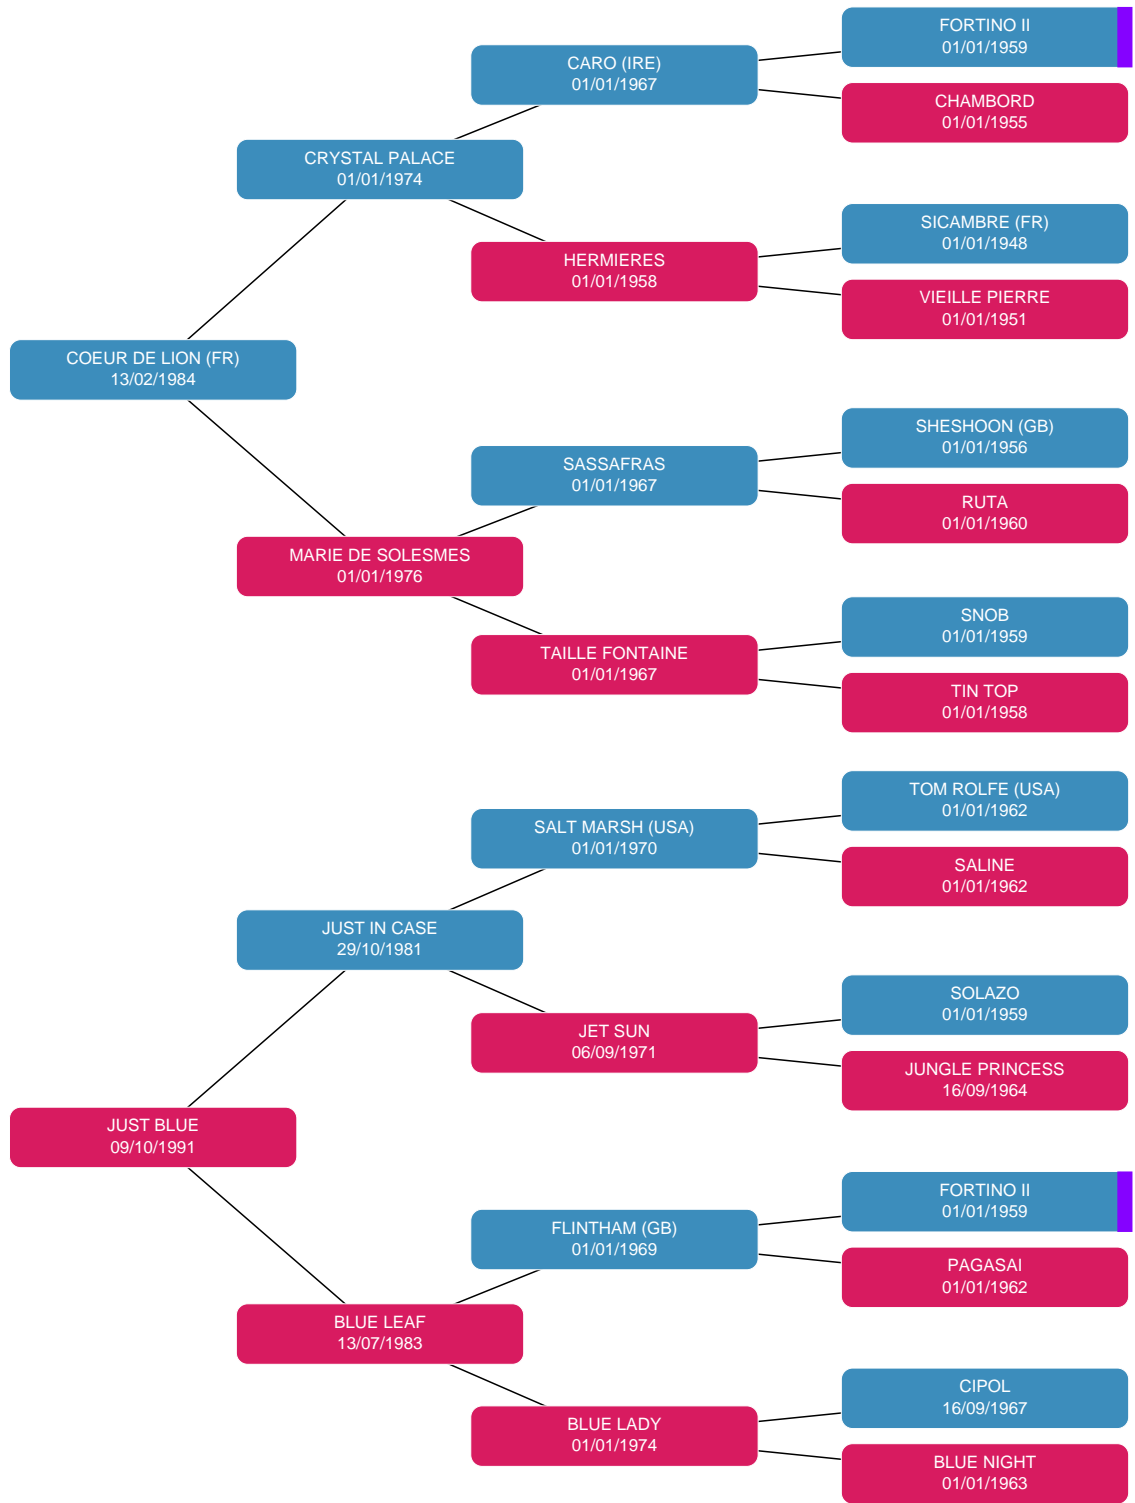 FORTINO II
01/01/1959
CARO (IRE)
01/01/1967
CHAMBORD
01/01/1955
CRYSTAL PALACE
01/01/1974
SICAMBRE (FR)
01/01/1948
HERMIERES
01/01/1958
VIEILLE PIERRE
01/01/1951
COEUR DE LION (FR)
13/02/1984
SHESHOON (GB)
01/01/1956
SASSAFRAS
01/01/1967
RUTA
01/01/1960
MARIE DE SOLESMES
01/01/1976
SNOB
01/01/1959
TAILLE FONTAINE
01/01/1967
TIN TOP
01/01/1958
TOM ROLFE (USA)
01/01/1962
SALT MARSH (USA)
01/01/1970
SALINE
01/01/1962
JUST IN CASE
29/10/1981
SOLAZO
01/01/1959
JET SUN
06/09/1971
JUNGLE PRINCESS
16/09/1964
JUST BLUE
09/10/1991
FORTINO II
01/01/1959
FLINTHAM (GB)
01/01/1969
PAGASAI
01/01/1962
BLUE LEAF
13/07/1983
CIPOL
16/09/1967
BLUE LADY
01/01/1974
BLUE NIGHT
01/01/1963